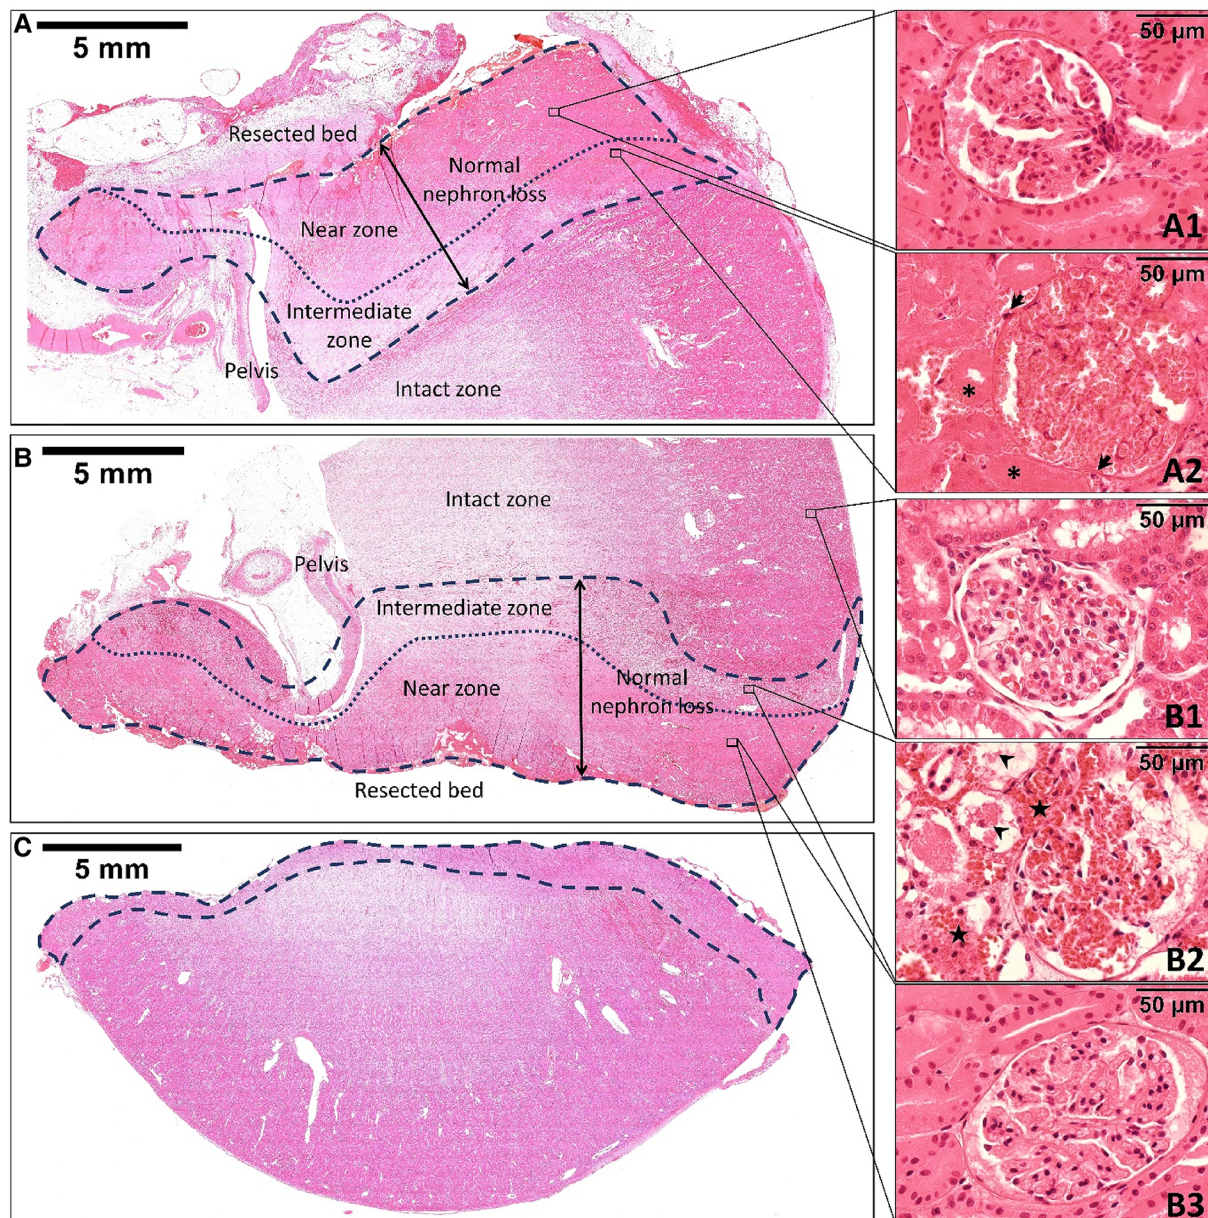 A
5 mm
Resected bed
Normal
nephron loss
Near zone
Intermediate
zone
Pelvis
Intact zone
B
5 mm
Intact zone
Pelvis
Intermediate zone
Near zone
Normal
nephron loss
Resected bed
C
5 mm
50 µm
A1
50 µm
*
*
A2
50 µm
B1
50 µm
B2
50 µm
B3